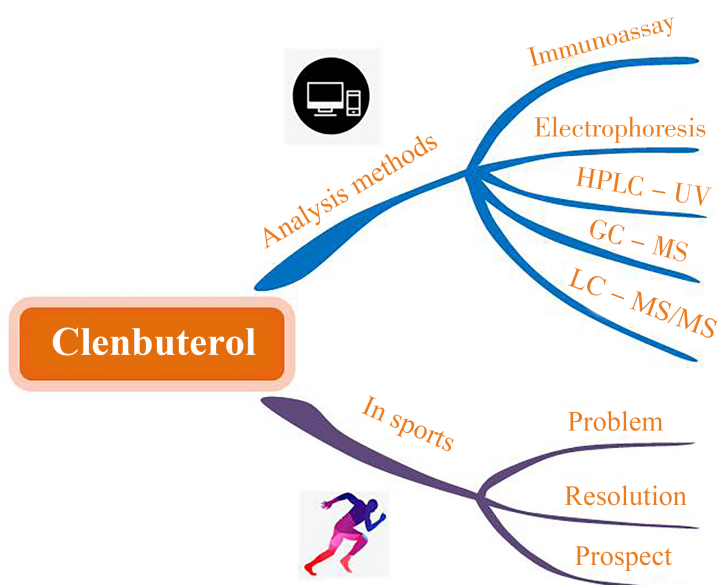 Immunoassay
Electrophoresis
HPLC – UV
GC – MS
LC – MS/MS
Analysis methods
Clenbuterol
In sports
Problem
Resolution
Prospect